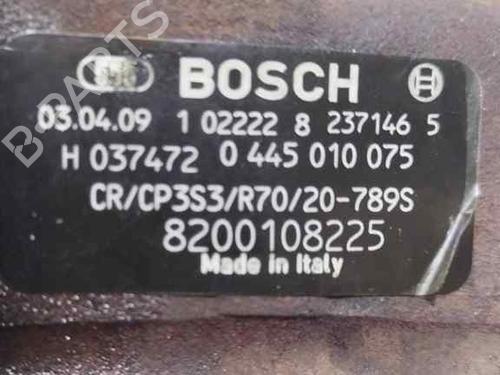 B-PARTS
BOSCH
03.04.09 1 02222 8 237146 5
H 037472 0 445 010 075
CR/CP3S3/R70/20-789S
8200108225
Made in Italy